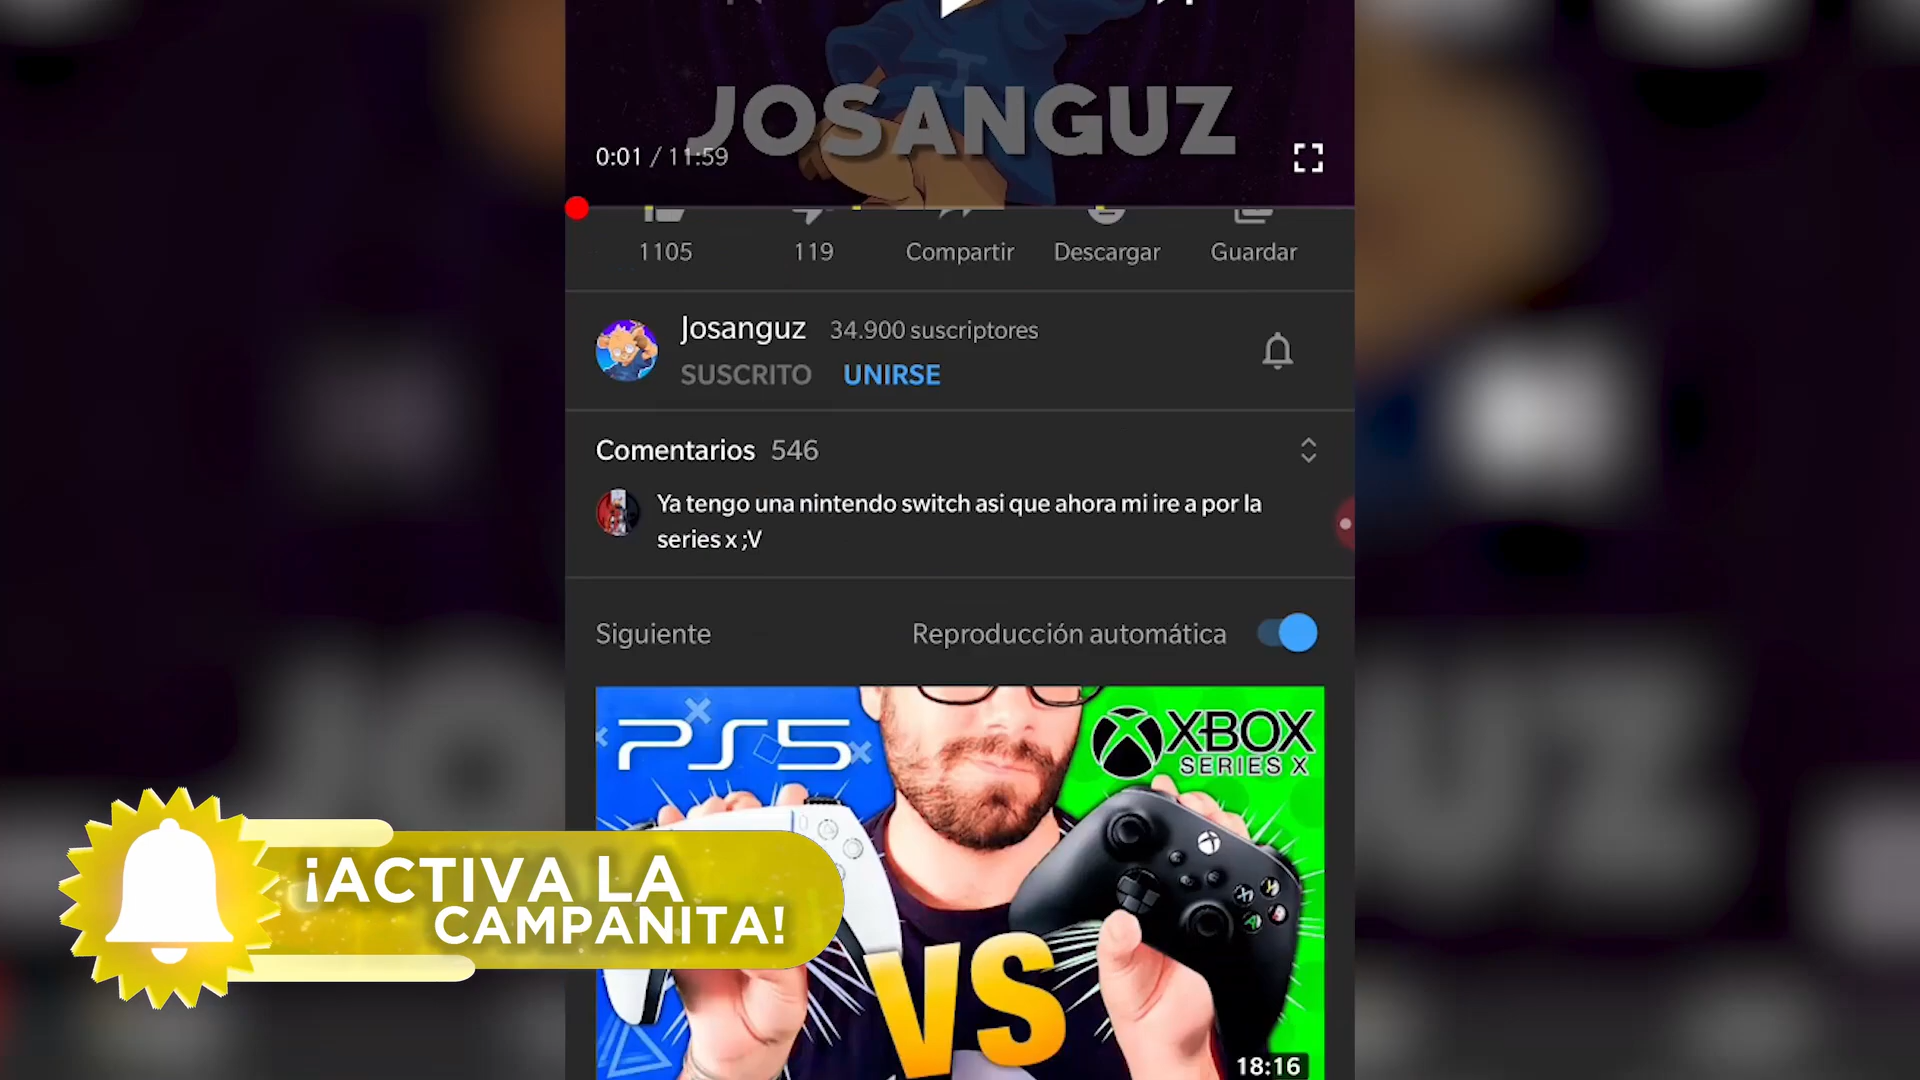 JOSANGUZ
0:01 / 11:59
1105
119
Compartir
Descargar
Guardar
Josanguz 34.900 suscriptores
SUSCRITO UNIRSE
Comentarios 546
Ya tengo una nintendo switch asi que ahora mi ire a por la
series x ;V
Siguiente
Reproducción automática
PS5
XBOX
SERIES X
¡ACTIVA LA
CAMPANITA!
VS
18:16